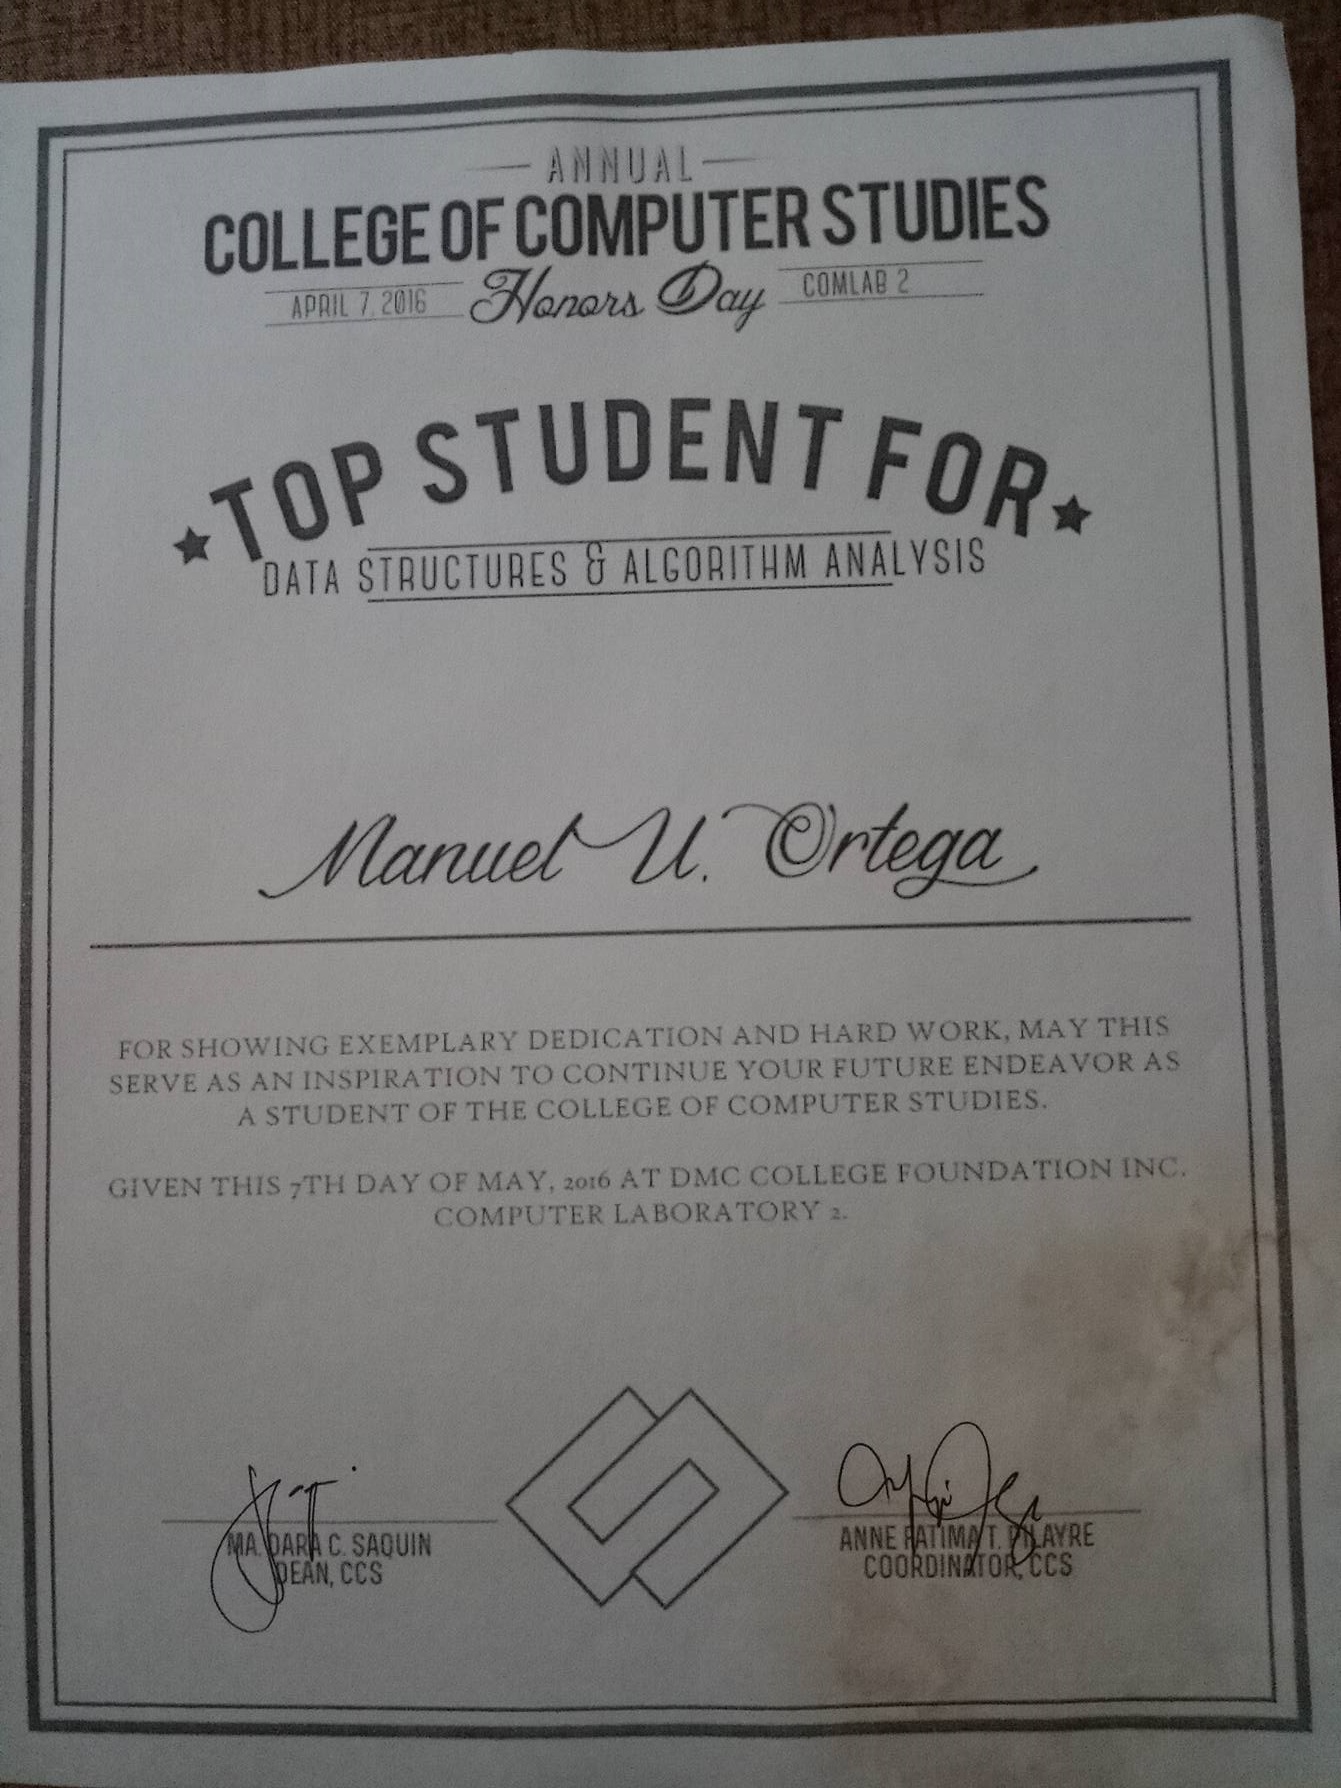 ANNUAL
COLLEGE OF COMPUTER STUDIES
APRIL 7, 2016 Honors Day COMLAB 2
TOP STUDENT FOR
DATA STRUCTURES & ALGORITHM ANALYSIS
Manuel U. Ortega
FOR SHOWING EXEMPLARY DEDICATION AND HARD WORK, MAY THIS
SERVE AS AN INSPIRATION TO CONTINUE YOUR FUTURE ENDEAVOR AS
A STUDENT OF THE COLLEGE OF COMPUTER STUDIES.
GIVEN THIS 7TH DAY OF MAY, 2016 AT DMC COLLEGE FOUNDATION INC.
COMPUTER LABORATORY 2.
MA. DARA C. SAQUIN
DEAN, CCS
ANNE FATIMA T. PILAYRE
COORDINATOR, CCS